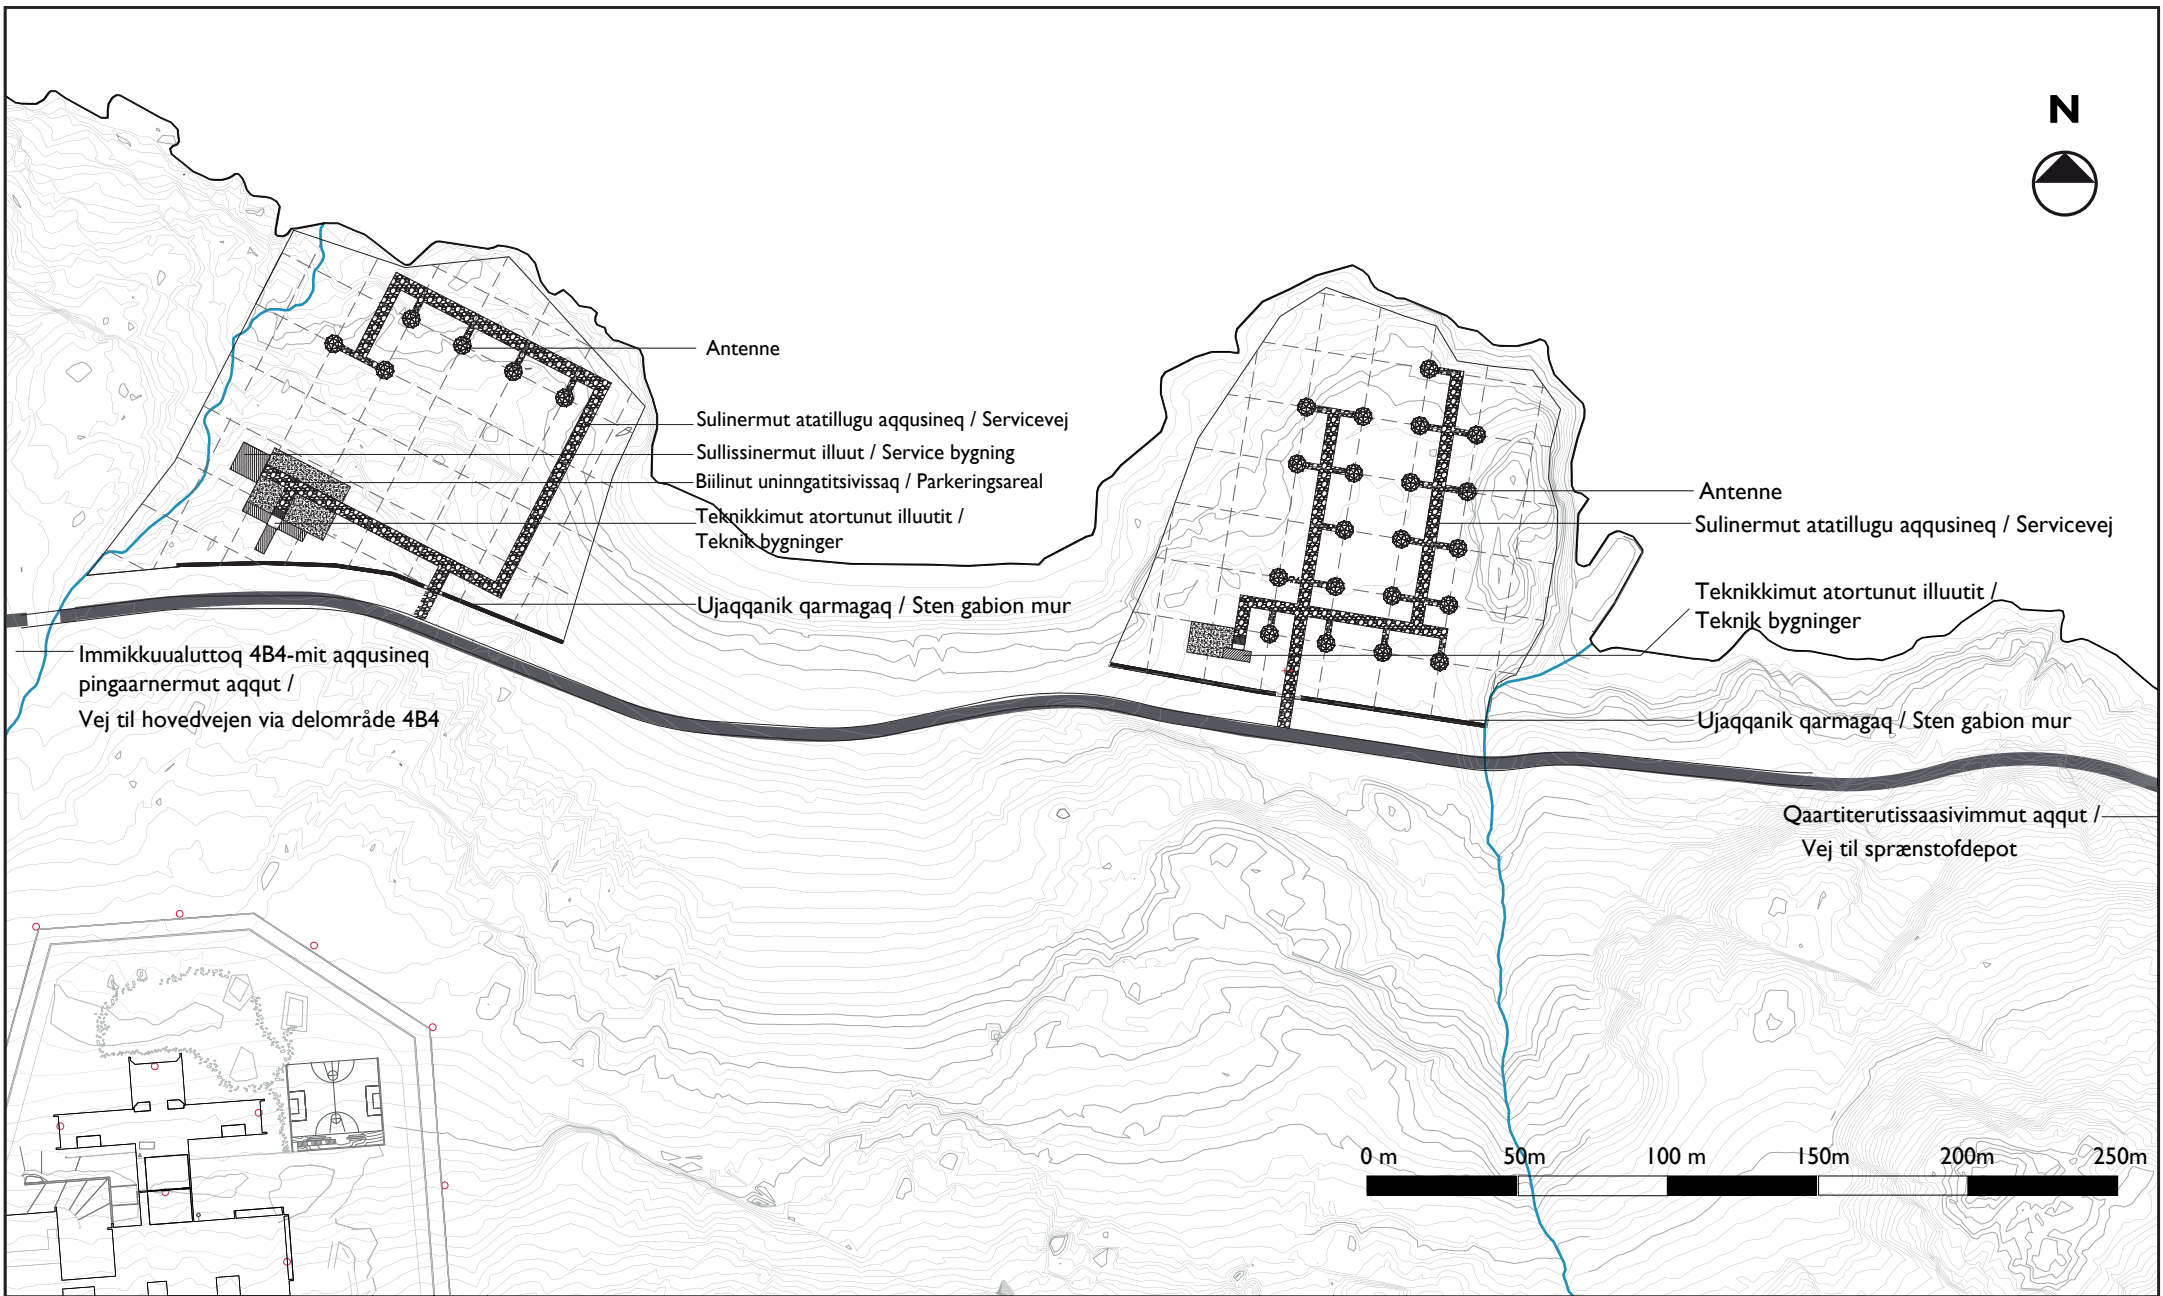 N
Antenne
Sulinermut atatillugu aqqusineq / Servicevej
Sullissinermut illuut / Service bygning
Biilinut uninngatitsivissaq / Parkeringsareal
Teknikkimut atortunut illuutit /
Teknik bygninger
Ujaqqanik qarmagaq / Sten gabion mur
Immikkuualuttoq 4B4-mit aqqusineq
pingaarnermut aqqut /
Vej til hovedvejen via delområde 4B4
Antenne
Sulinermut atatillugu aqqusineq / Servicevej
Teknikkimut atortunut illuutit /
Teknik bygninger
Ujaqqanik qarmagaq / Sten gabion mur
Qaartiterutissaasivimmut aqqut /
Vej til sprænstofdepot
0 m 50m 100 m 150m 200m 250m